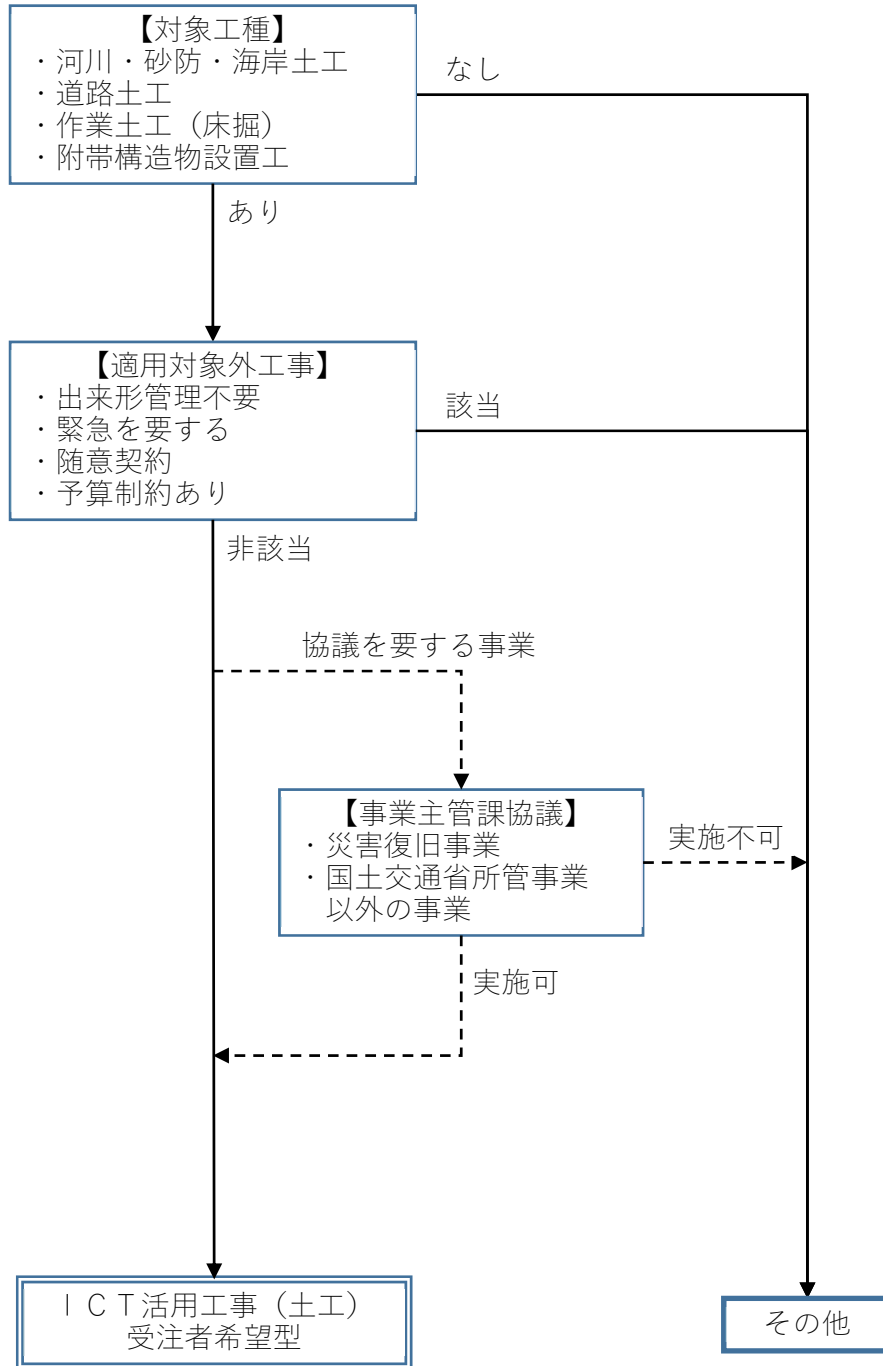 【対象工種】
・河川・砂防・海岸土工
・道路土工
・作業土工（床掘）
・附帯構造物設置工
なし
あり
【適用対象外工事】
・出来形管理不要
・緊急を要する
・随意契約
・予算制約あり
該当
非該当
協議を要する事業
【事業主管課協議】
・災害復旧事業
・国土交通省所管事業
以外の事業
実施不可
実施可
ＩＣＴ活用工事（土工）
受注者希望型
その他